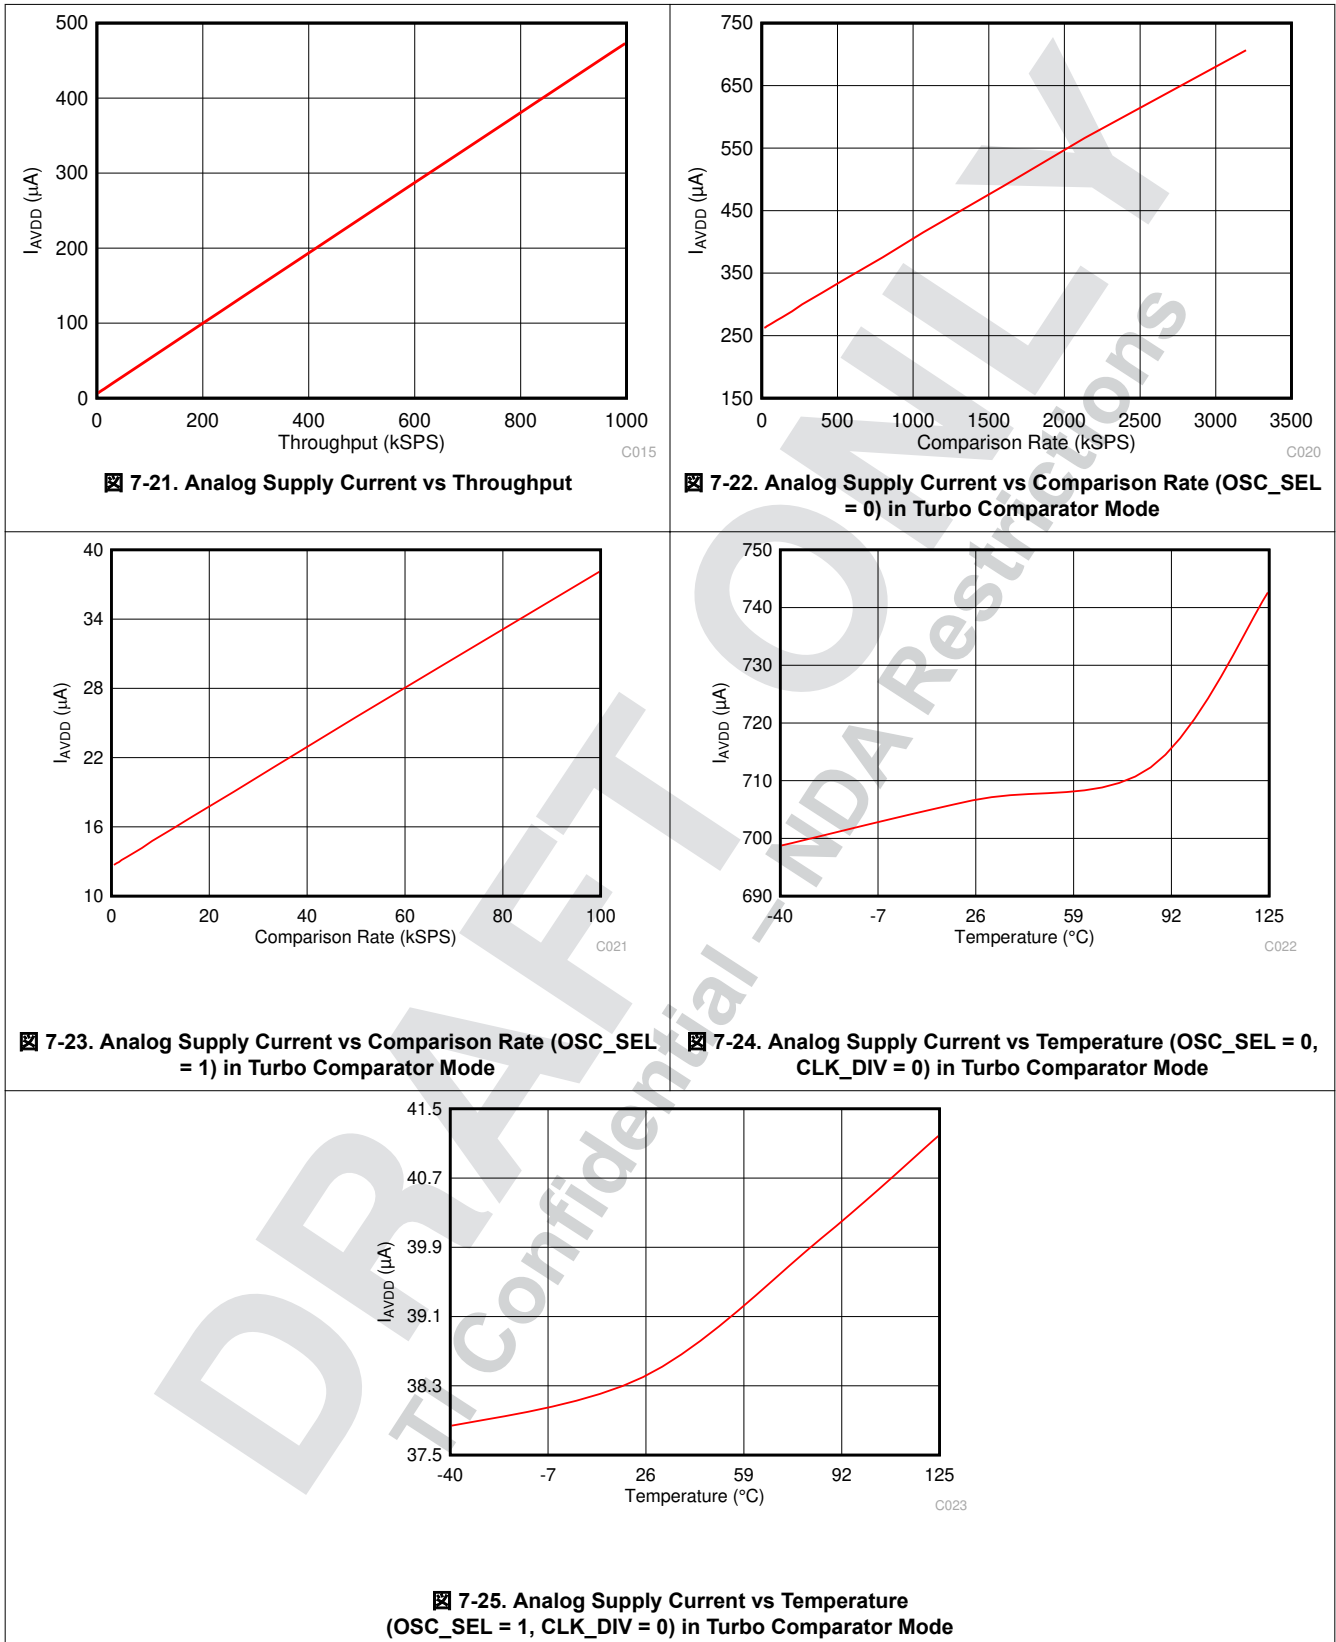 500
400
300
200
100
0
0 200 400 600 800 1000
I_AVDD (µA)
Throughput (kSPS)
C015
図 7-21. Analog Supply Current vs Throughput
750
650
550
450
350
250
150
0 500 1000 1500 2000 2500 3000 3500
I_AVDD (µA)
Comparison Rate (kSPS)
C020
図 7-22. Analog Supply Current vs Comparison Rate (OSC_SEL
= 0) in Turbo Comparator Mode
40
34
28
22
16
10
0 20 40 60 80 100
I_AVDD (µA)
Comparison Rate (kSPS)
C021
図 7-23. Analog Supply Current vs Comparison Rate (OSC_SEL
= 1) in Turbo Comparator Mode
750
740
730
720
710
700
690
-40 -7 26 59 92 125
I_AVDD (µA)
Temperature (°C)
C022
図 7-24. Analog Supply Current vs Temperature (OSC_SEL = 0,
CLK_DIV = 0) in Turbo Comparator Mode
41.5
40.7
39.9
39.1
38.3
37.5
-40 -7 26 59 92 125
I_AVDD (µA)
Temperature (°C)
C023
図 7-25. Analog Supply Current vs Temperature
(OSC_SEL = 1, CLK_DIV = 0) in Turbo Comparator Mode
DRAFT ONLY
TI Confidential – NDA Restrictions